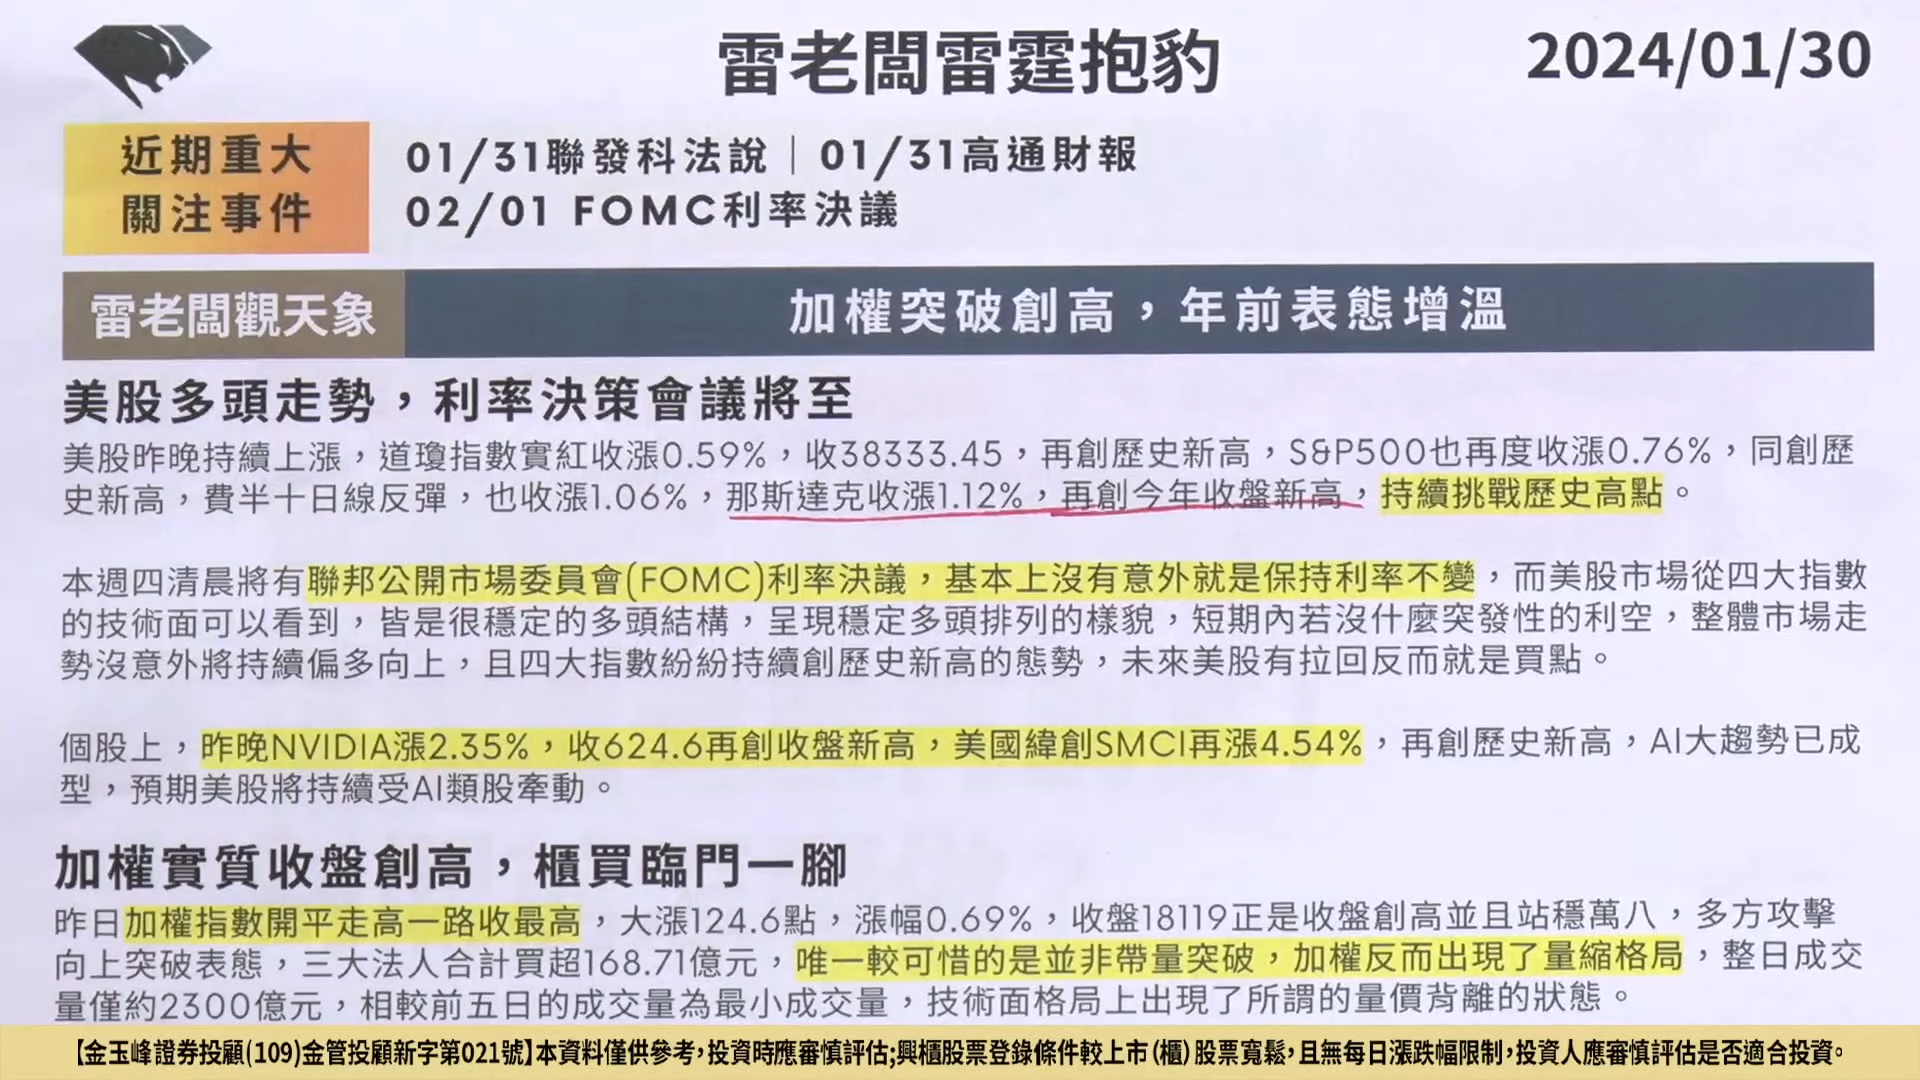 雷老闆雷霆抱豹
2024/01/30
近期重大
關注事件
01/31聯發科法說｜01/31高通財報
02/01 FOMC利率決議
雷老闆觀天象
加權突破創高，年前表態增溫
美股多頭走勢，利率決策會議將至
美股昨晚持續上漲，道瓊指數實紅收漲0.59%，收38333.45，再創歷史新高，S&P500也再度收漲0.76%，同創歷
史新高，費半十日線反彈，也收漲1.06%，那斯達克收漲1.12%，再創今年收盤新高，持續挑戰歷史高點。
本週四清晨將有聯邦公開市場委員會(FOMC)利率決議，基本上沒有意外就是保持利率不變，而美股市場從四大指數
的技術面可以看到，皆是很穩定的多頭結構，呈現穩定多頭排列的樣貌，短期內若沒什麼突發性的利空，整體市場走
勢沒意外將持續偏多向上，且四大指數紛紛持續創歷史新高的態勢，未來美股有拉回反而就是買點。
個股上，昨晚NVIDIA漲2.35%，收624.6再創收盤新高，美國緯創SMCI再漲4.54%，再創歷史新高，AI大趨勢已成
型，預期美股將持續受AI類股牽動。
加權實質收盤創高，櫃買臨門一腳
昨日加權指數開平走高一路收最高，大漲124.6點，漲幅0.69%，收盤18119正是收盤創高並且站穩萬八，多方攻擊
向上突破表態，三大法人合計買超168.71億元，唯一較可惜的是並非帶量突破，加權反而出現了量縮格局，整日成交
量僅約2300億元，相較前五日的成交量為最小成交量，技術面格局上出現了所謂的量價背離的狀態。
【金玉峰證券投顧(109)金管投顧新字第021號】本資料僅供參考，投資時應審慎評估;興櫃股票登錄條件較上市(櫃)股票寬鬆，且無每日漲跌幅限制，投資人應審慎評估是否適合投資。